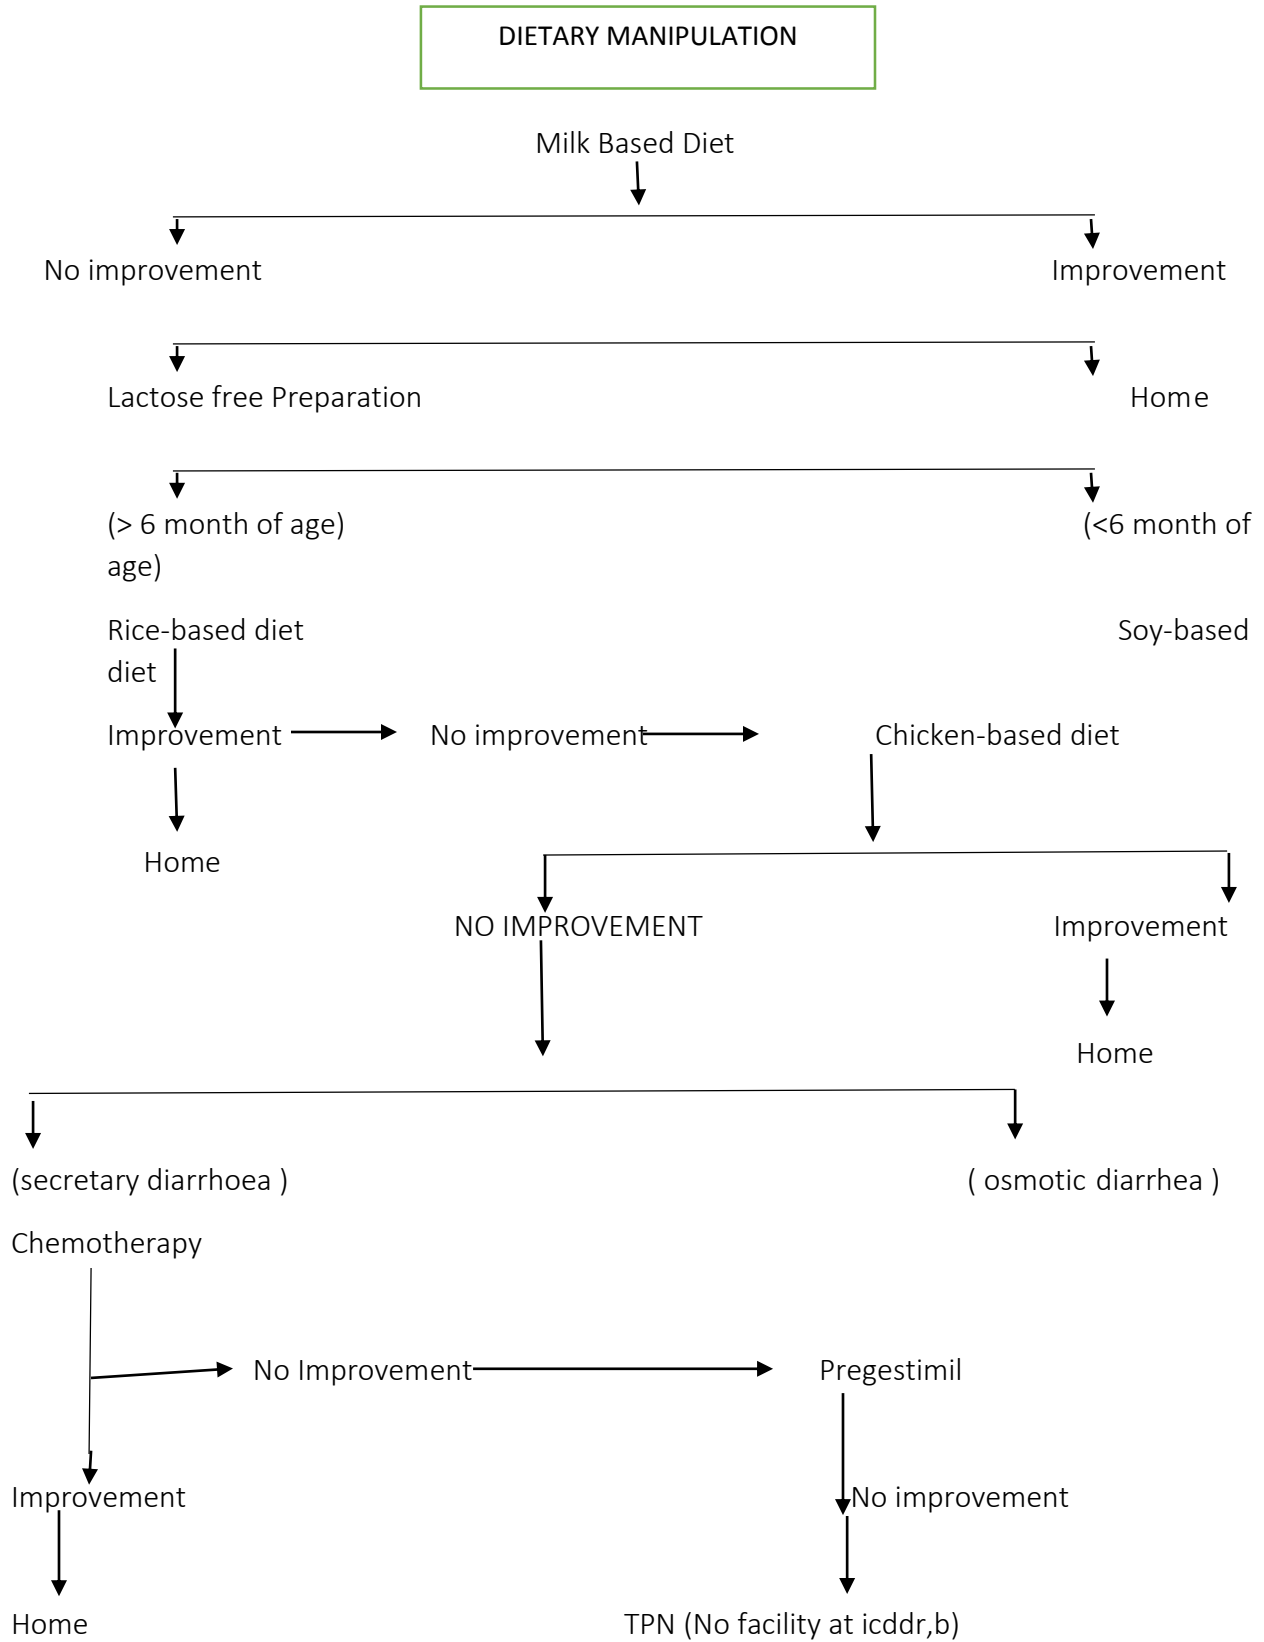 DIETARY MANIPULATION
Milk Based Diet
No improvement Improvement
Lactose free Preparation Home
(> 6 month of age) (<6 month of
age)
Rice-based diet Soy-based
diet
Improvement No improvement Chicken-based diet
Home
NO IMPROVEMENT Improvement
Home
(secretary diarrhoea ) ( osmotic diarrhea )
Chemotherapy
No Improvement Pregestimil
Improvement No improvement
Home TPN (No facility at icddr,b)